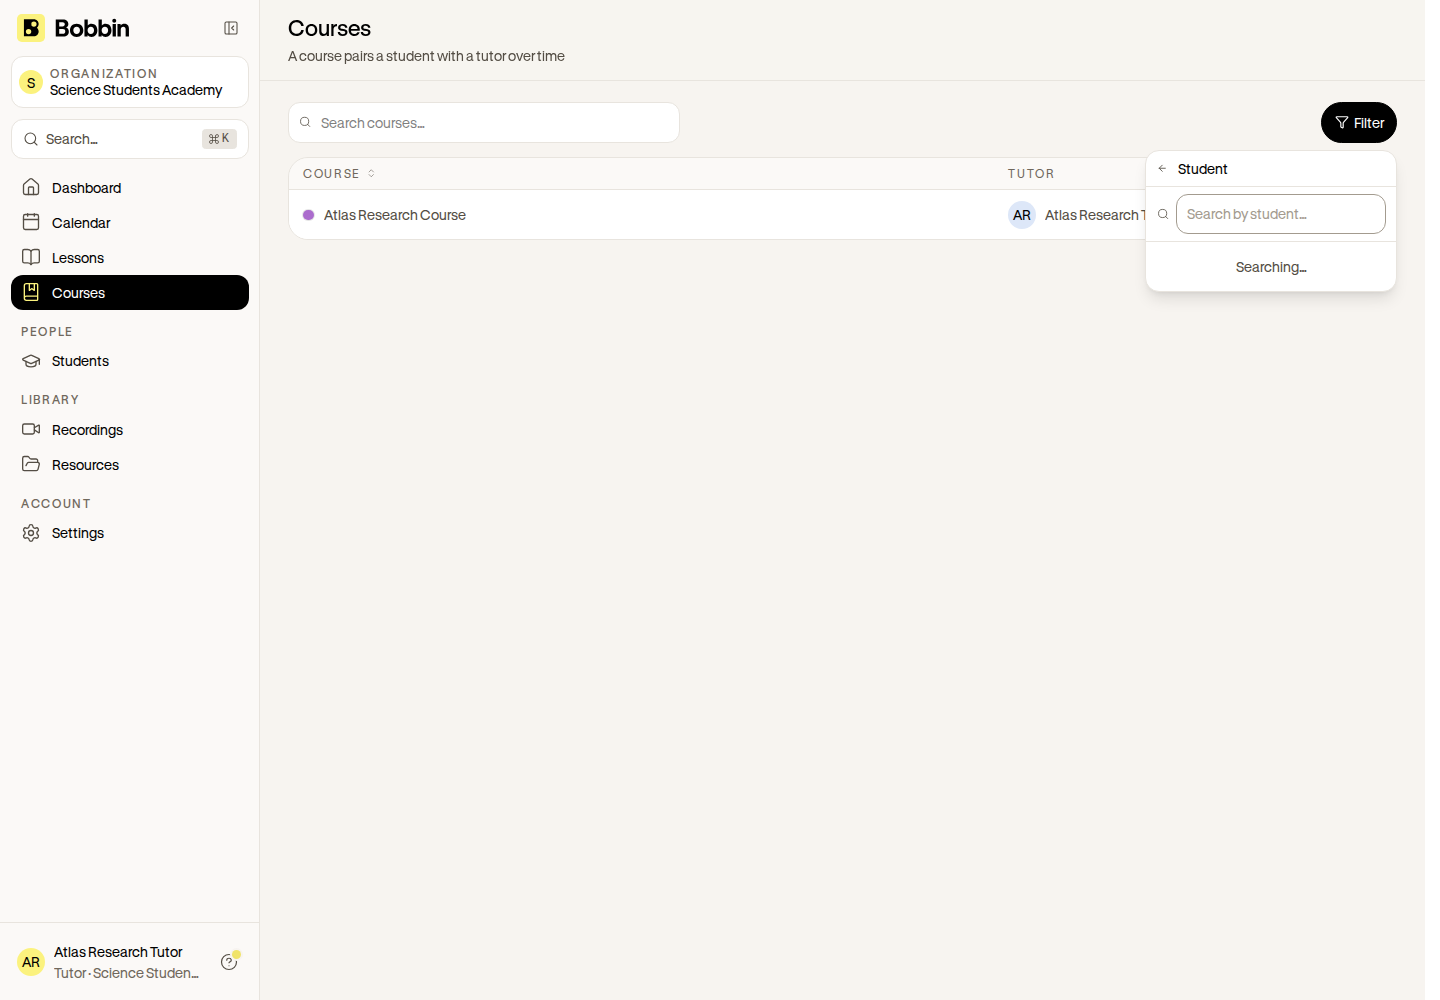 Bobbin
ORGANIZATION
S
Science Students Academy
Search...
⌘ K
Dashboard
Calendar
Lessons
Courses
PEOPLE
Students
LIBRARY
Recordings
Resources
ACCOUNT
Settings
AR
Atlas Research Tutor
Tutor · Science Studen...
Courses
A course pairs a student with a tutor over time
Search courses...
Filter
COURSE
TUTOR
Atlas Research Course
AR
Atlas Research T
Student
Search by student...
Searching...